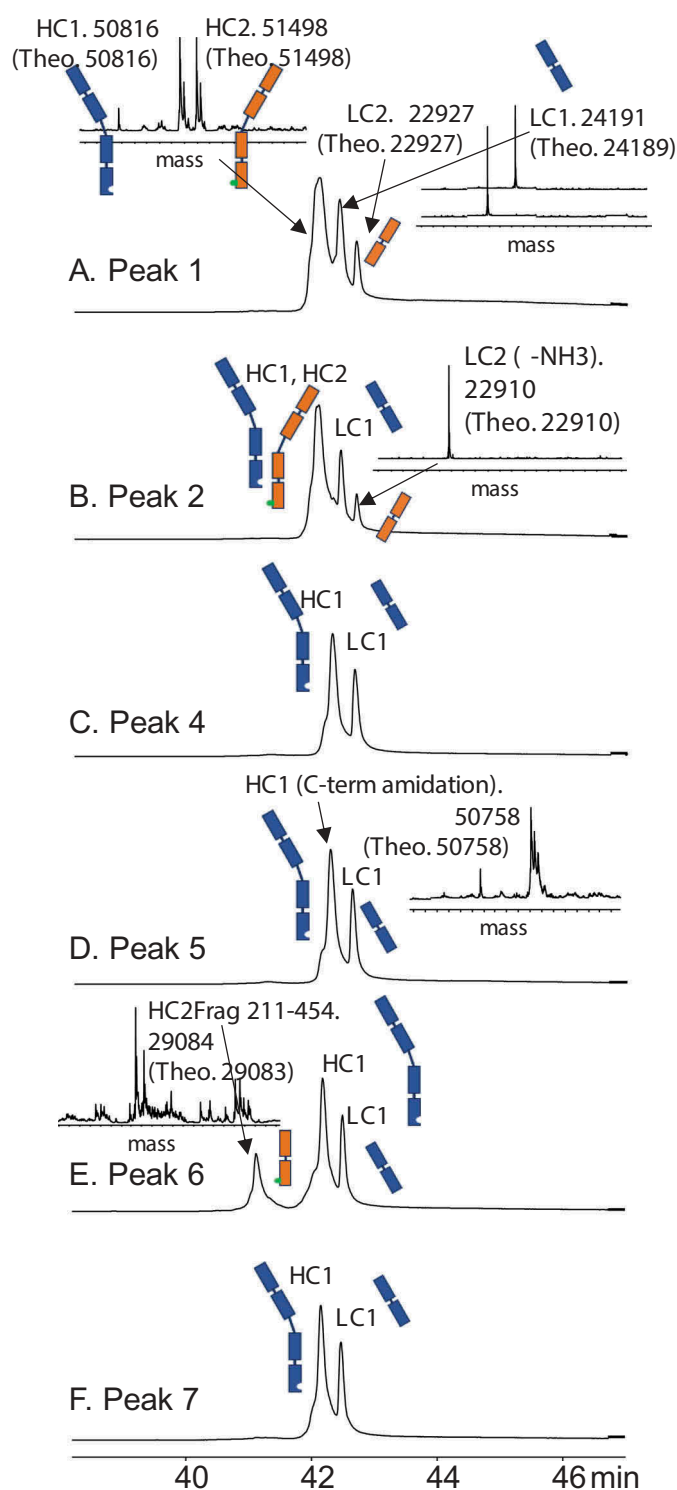 HC1. 50816
(Theo. 50816)
HC2. 51498
(Theo. 51498)
mass
LC2. 22927
(Theo. 22927)
LC1. 24191
(Theo. 24189)
mass
A. Peak 1
HC1, HC2
LC1
LC2 ( -NH3).
22910
(Theo. 22910)
mass
B. Peak 2
HC1
LC1
C. Peak 4
HC1 (C-term amidation).
50758
(Theo. 50758)
LC1
mass
D. Peak 5
HC2Frag 211-454.
29084
(Theo. 29083)
mass
HC1
LC1
E. Peak 6
HC1
LC1
F. Peak 7
40 42 44 46 min